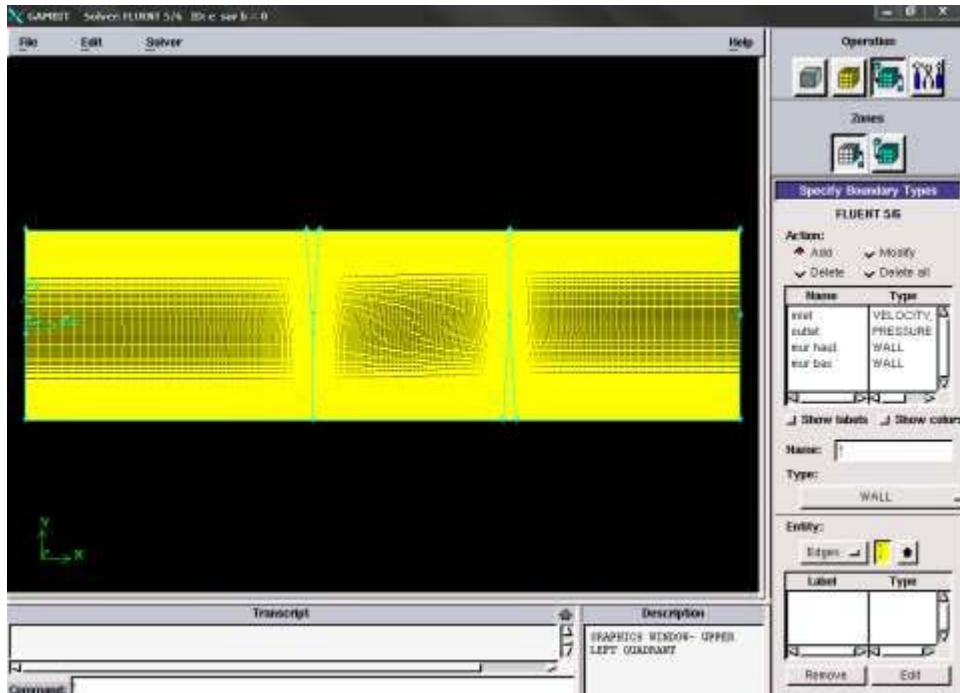 GAMBIT Solver: FLUENT 5/6 ID:
File Edit Solver Help
Operation
Zones
Specify Boundary Types
FLUENT 5/6
Action:
Add Modify
Delete Delete all
Name Type
inlet VELOCITY_
outlet PRESSURE
mur haut WALL
mur bas WALL
Show labels Show colors
Name:
Type:
WALL
Entity:
Edges
Label Type
Remove Edit
Y
X
Transcript
Description
GRAPHICS WINDOW- UPPER
LEFT QUADRANT
Command: